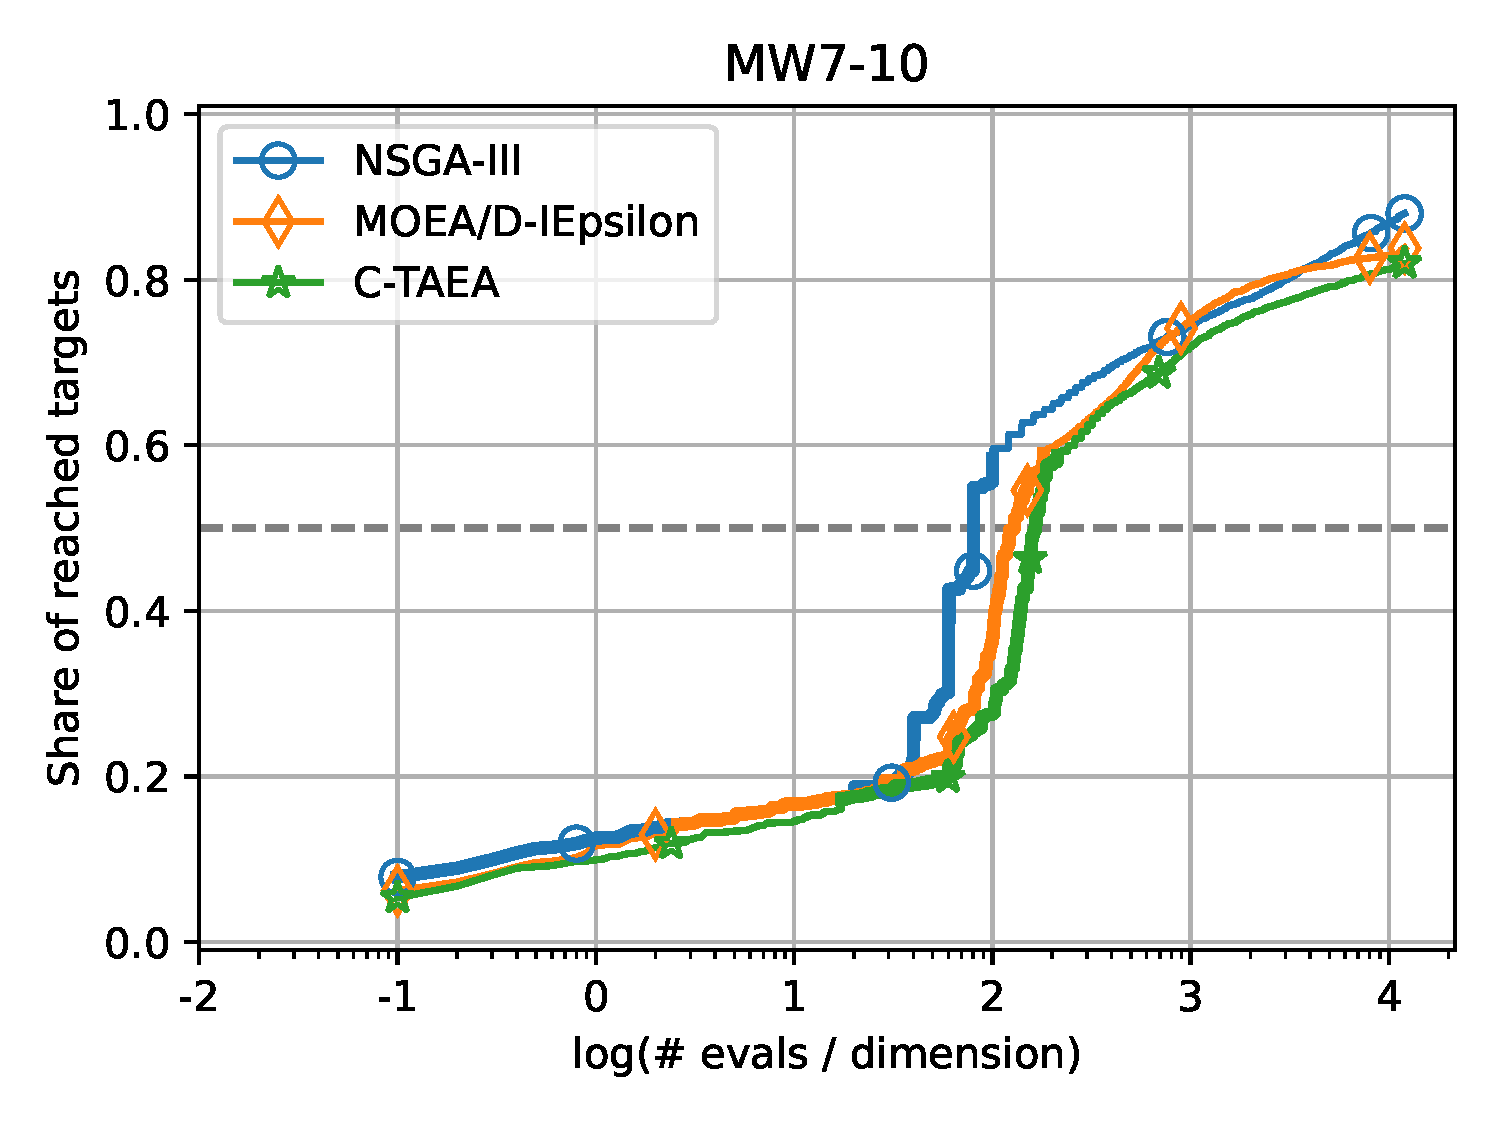 MW7-10
1.0
0.8
0.6
0.4
0.2
0.0
Share of reached targets
NSGA-III
MOEA/D-IEpsilon
C-TAEA
-2 -1 0 1 2 3 4
log(# evals / dimension)